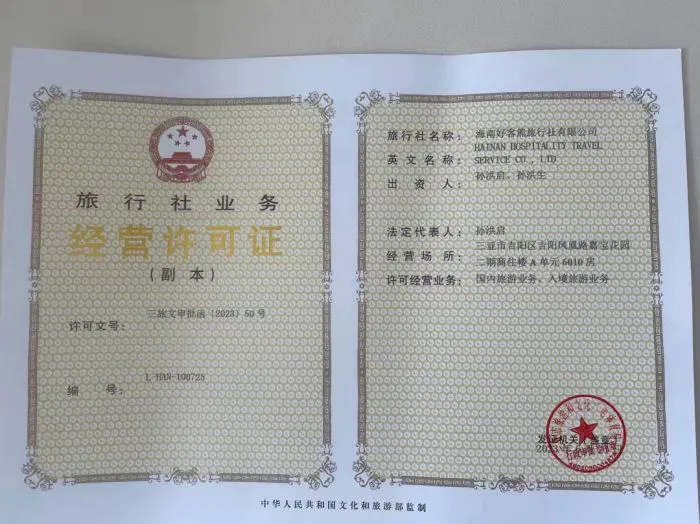 旅行社业务
经营许可证
（副本）
许可文号：三旅文审批函〔2023〕50号
编号：L-HAN-100725
旅行社名称：海南好客熊旅行社有限公司
英文名称：HAINAN HOSPITALITY TRAVEL
SERVICE CO., LTD
出资人：孙洪启、孙洪生
法定代表人：孙洪启
经营场所：三亚市吉阳区吉阳凤凰路嘉宝花园
二期商住楼A单元6010房
许可经营业务：国内旅游业务、入境旅游业务
发证机关（盖章）
2023年
中华人民共和国文化和旅游部监制